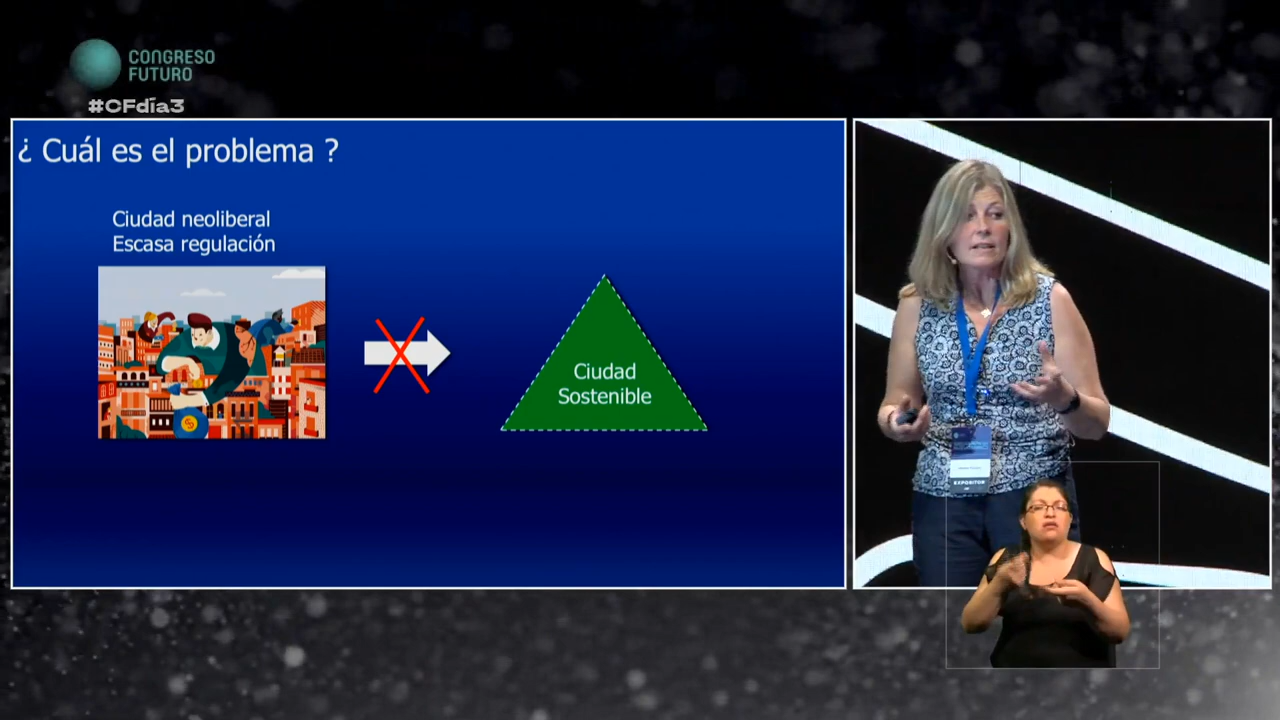 CONGRESO
FUTURO
#CFdía3
¿ Cuál es el problema ?
Ciudad neoliberal
Escasa regulación
$
Ciudad
Sostenible
EXPOSITOR